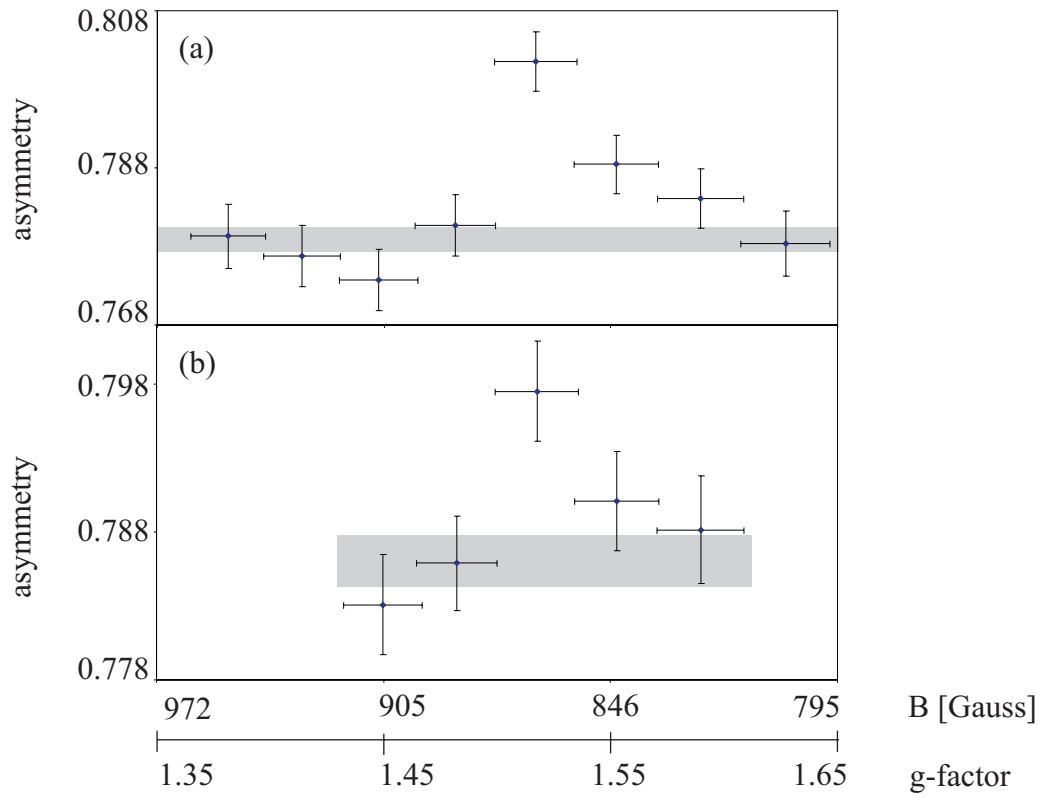 0.808
(a)
asymmetry
0.788
0.768
(b)
0.798
asymmetry
0.788
0.778
972 905 846 795 B [Gauss]
1.35 1.45 1.55 1.65 g-factor